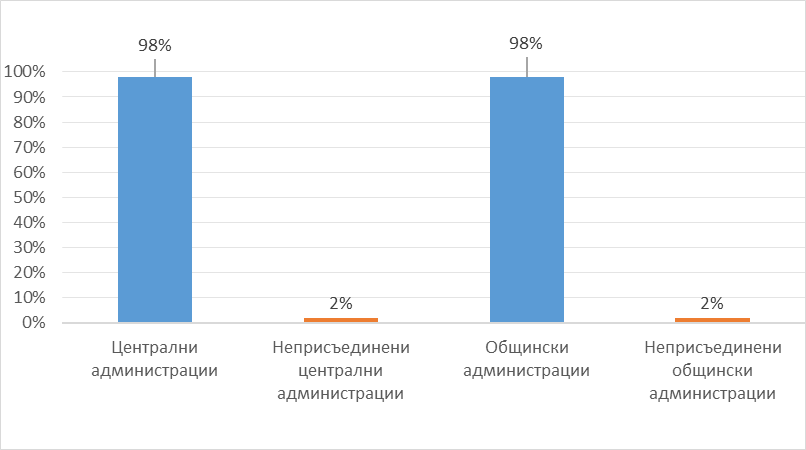 98%
98%
100%
90%
80%
70%
60%
50%
40%
30%
20%
10%
0%
2%
2%
Централни
администрации
Неприсъединени
централни
администрации
Общински
администрации
Неприсъединени
общински
администрации